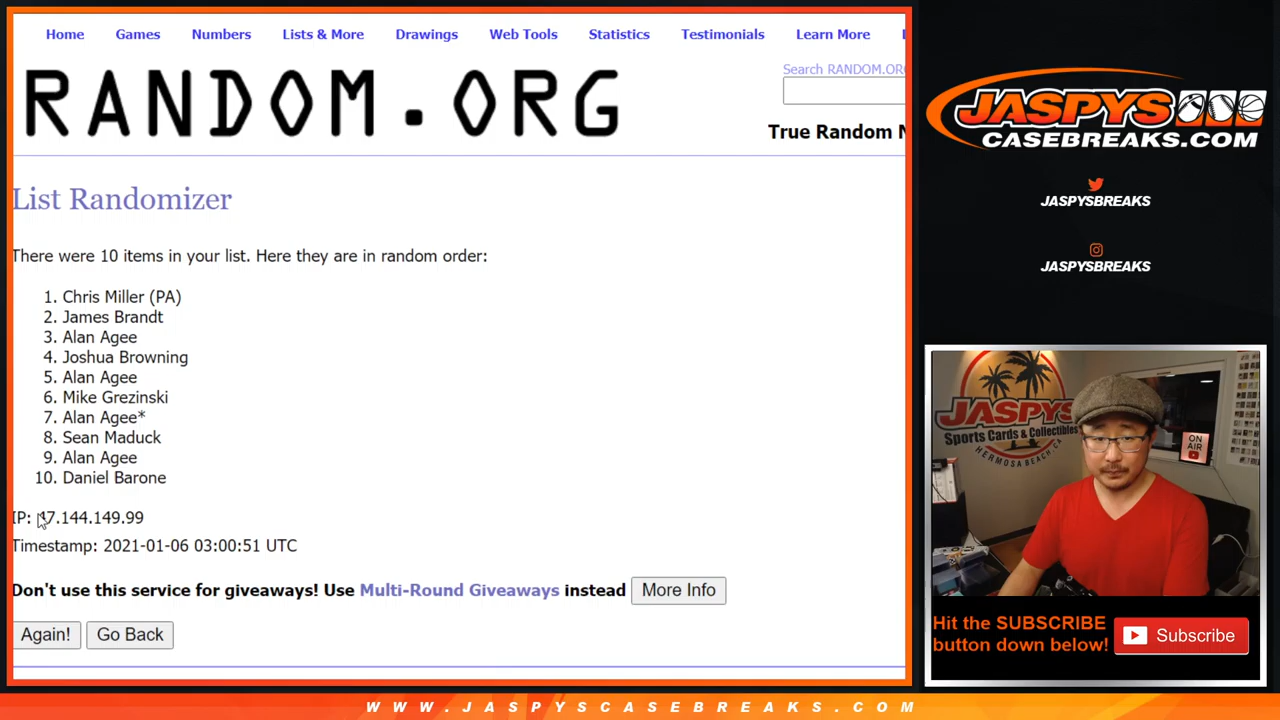 Home Games Numbers Lists & More Drawings Web Tools Statistics Testimonials Learn More
RANDOM.ORG
Search RANDOM.OR
True Random
List Randomizer
There were 10 items in your list. Here they are in random order:
1. Chris Miller (PA)
2. James Brandt
3. Alan Agee
4. Joshua Browning
5. Alan Agee
6. Mike Grezinski
7. Alan Agee*
8. Sean Maduck
9. Alan Agee
10. Daniel Barone
IP: 47.144.149.99
Timestamp: 2021-01-06 03:00:51 UTC
Don't use this service for giveaways! Use Multi-Round Giveaways instead More Info
Again! Go Back
JASPYS
CASEBREAKS.COM
JASPYSBREAKS
JASPYSBREAKS
JASPYS
Sports Cards & Collectibles
HERMOSA BEACH, CA
ON
AIR
Hit the SUBSCRIBE
button down below!
Subscribe
WWW.JASPYSCASEBREAKS.COM